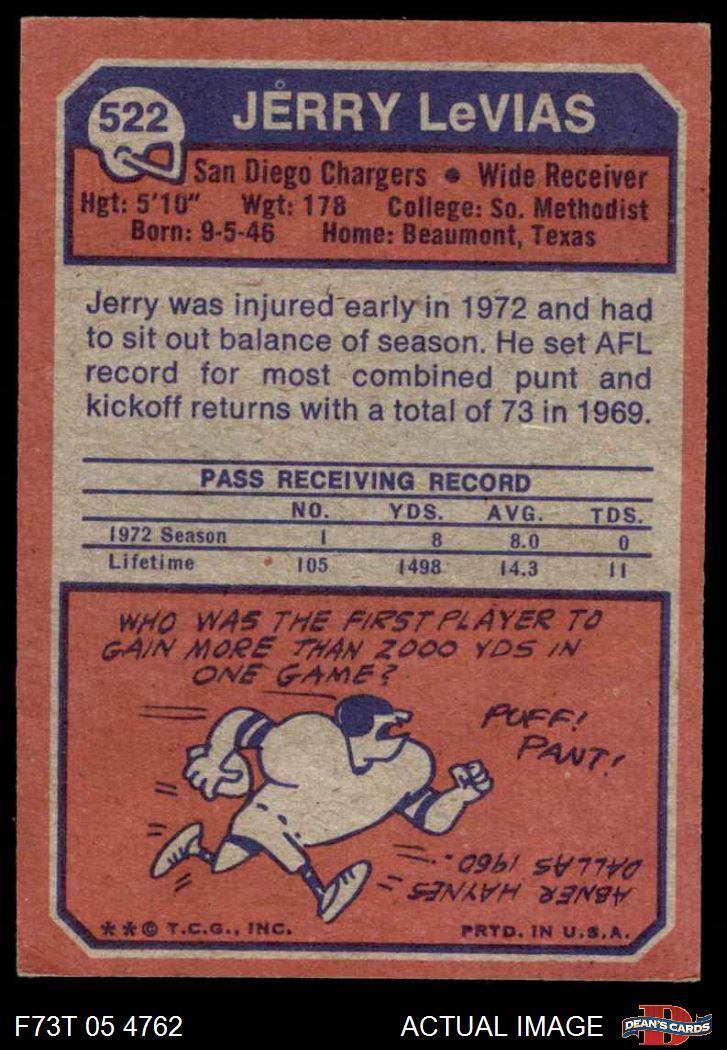 522
JERRY LeVIAS
San Diego Chargers • Wide Receiver
Hgt: 5'10" Wgt: 178 College: So. Methodist
Born: 9-5-46 Home: Beaumont, Texas
Jerry was injured early in 1972 and had
to sit out balance of season. He set AFL
record for most combined punt and
kickoff returns with a total of 73 in 1969.
PASS RECEIVING RECORD
NO. YDS. AVG. TDS.
1972 Season 1 8 8.0 0
Lifetime 105 1498 14.3 11
WHO WAS THE FIRST PLAYER TO
GAIN MORE THAN 2000 YDS IN
ONE GAME?
PUFF!
PANT!
ABNER HAYNES
DALLAS 1960...
**© T.C.G., INC. PRTD. IN U.S.A.
F73T 05 4762 ACTUAL IMAGE
D
DEAN'S CARDS